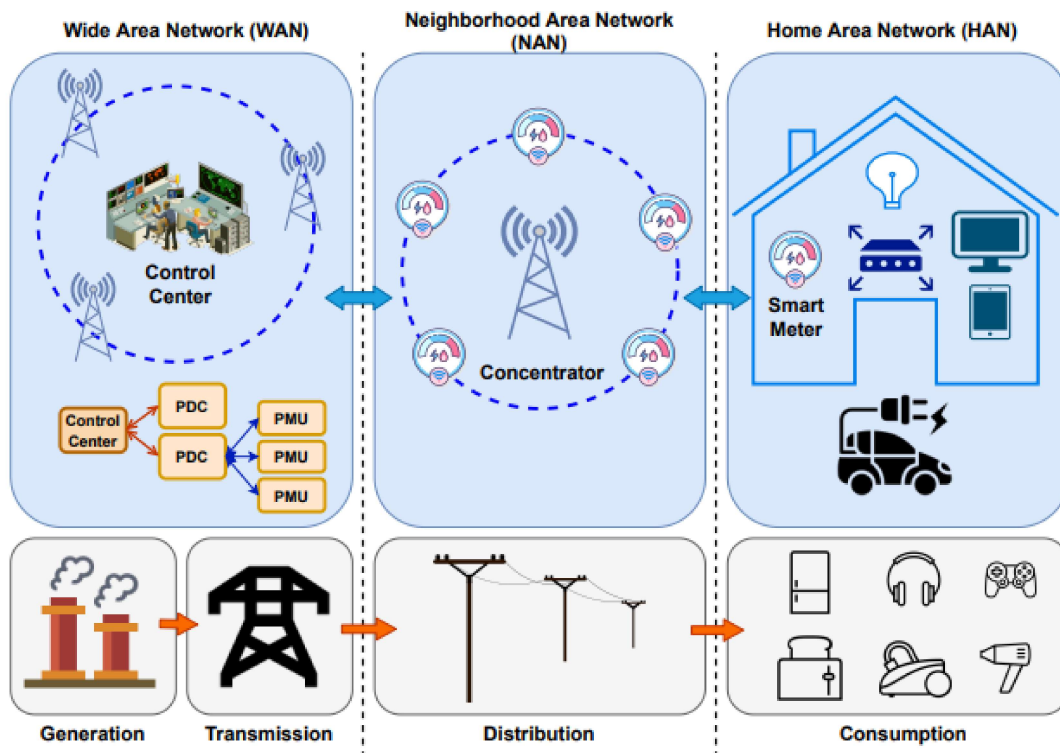 Wide Area Network (WAN)
Neighborhood Area Network
(NAN)
Home Area Network (HAN)
Control
Center
Concentrator
Smart
Meter
Control
Center
PDC
PDC
PMU
PMU
PMU
Generation
Transmission
Distribution
Consumption